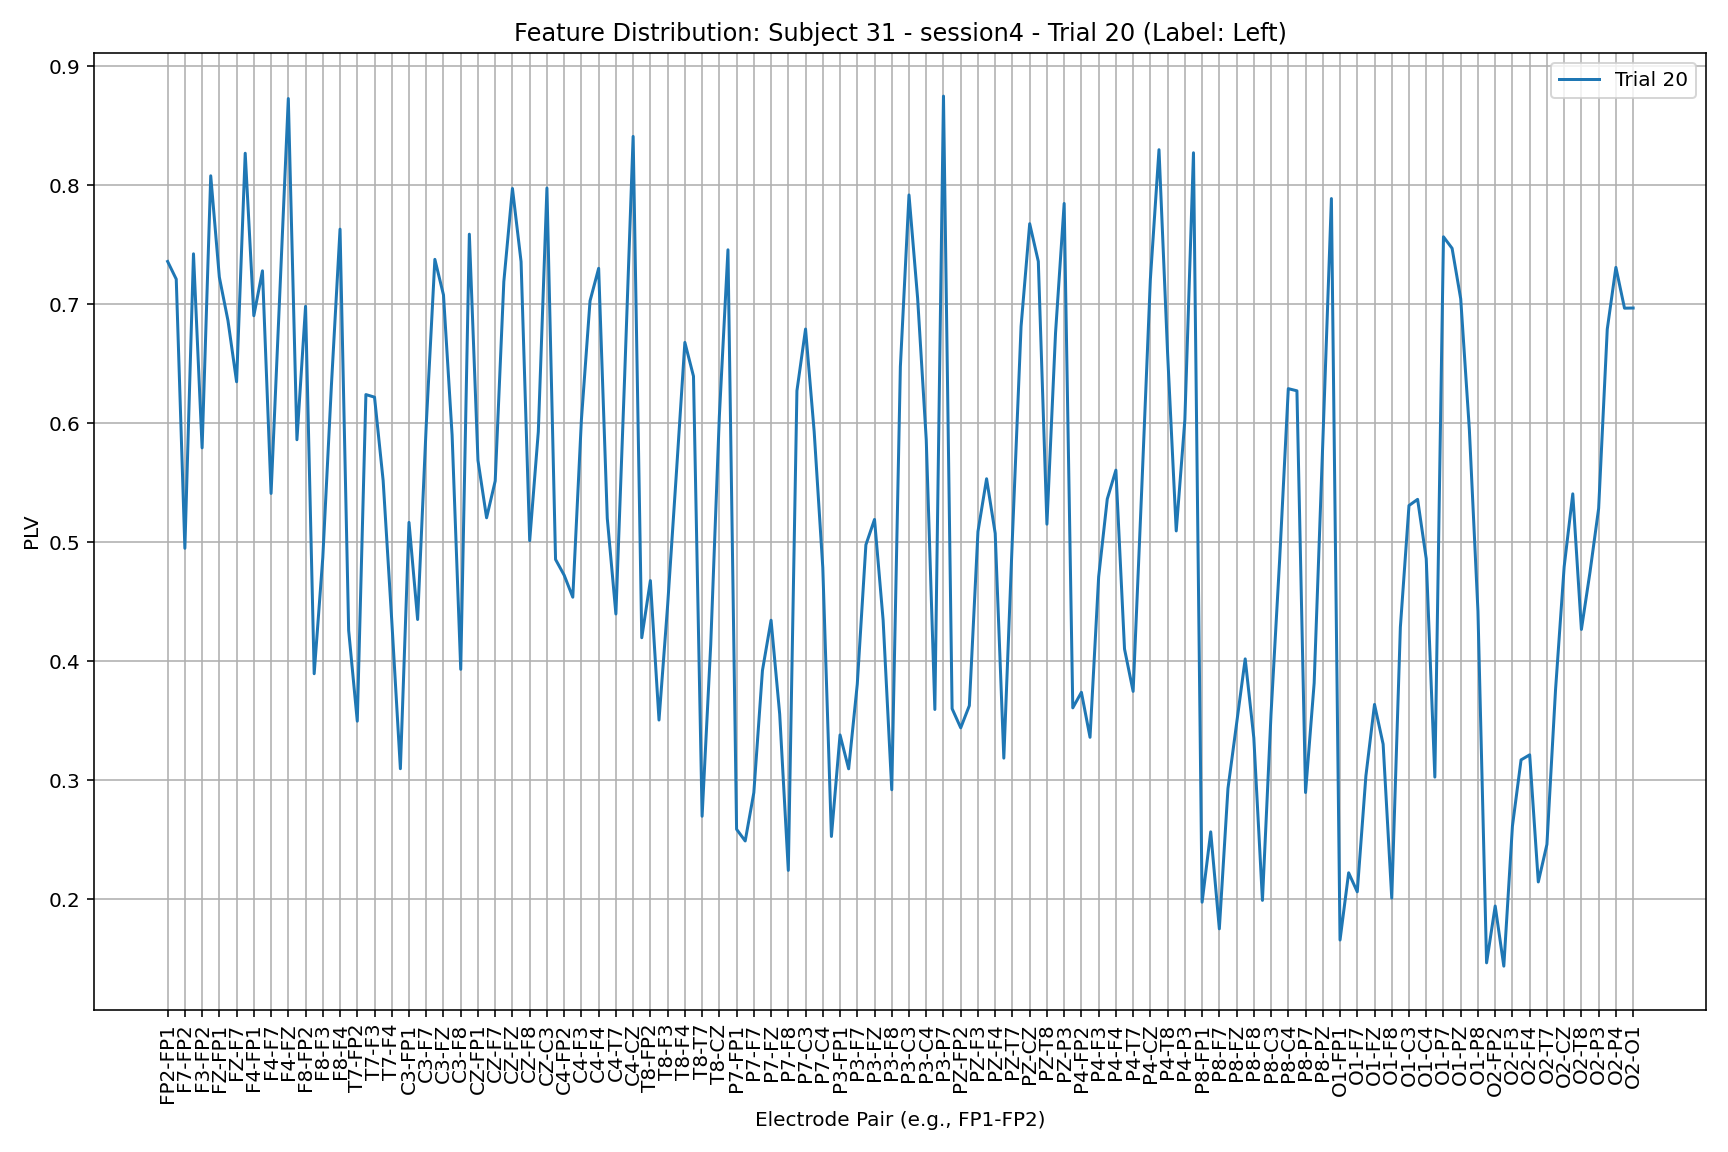 Feature Distribution: Subject 31 - session4 - Trial 20 (Label: Left)
Trial 20
PLV
0.9
0.8
0.7
0.6
0.5
0.4
0.3
0.2
FP2-FP1
F7-FP2
F3-FP2
FZ-FP1
FZ-F7
F4-FP1
F4-F7
F4-FZ
F8-FP2
F8-F3
F8-F4
T7-FP2
T7-F3
T7-F4
C3-FP1
C3-F7
C3-FZ
C3-F8
CZ-FP1
CZ-F7
CZ-FZ
CZ-F8
CZ-C3
C4-FP2
C4-F3
C4-F4
C4-T7
C4-CZ
T8-FP2
T8-F3
T8-F4
T8-T7
T8-CZ
P7-FP1
P7-F7
P7-FZ
P7-F8
P7-C3
P7-C4
P3-FP1
P3-F7
P3-FZ
P3-F8
P3-C3
P3-C4
P3-P7
PZ-FP2
PZ-F3
PZ-F4
PZ-T7
PZ-CZ
PZ-T8
PZ-P3
P4-FP2
P4-F3
P4-F4
P4-T7
P4-CZ
P4-T8
P4-P3
P8-FP1
P8-F7
P8-FZ
P8-F8
P8-C3
P8-C4
P8-P7
P8-PZ
O1-FP1
O1-F7
O1-FZ
O1-F8
O1-C3
O1-C4
O1-P7
O1-PZ
O1-P8
O2-FP2
O2-F3
O2-F4
O2-T7
O2-CZ
O2-T8
O2-P3
O2-P4
O2-O1
Electrode Pair (e.g., FP1-FP2)